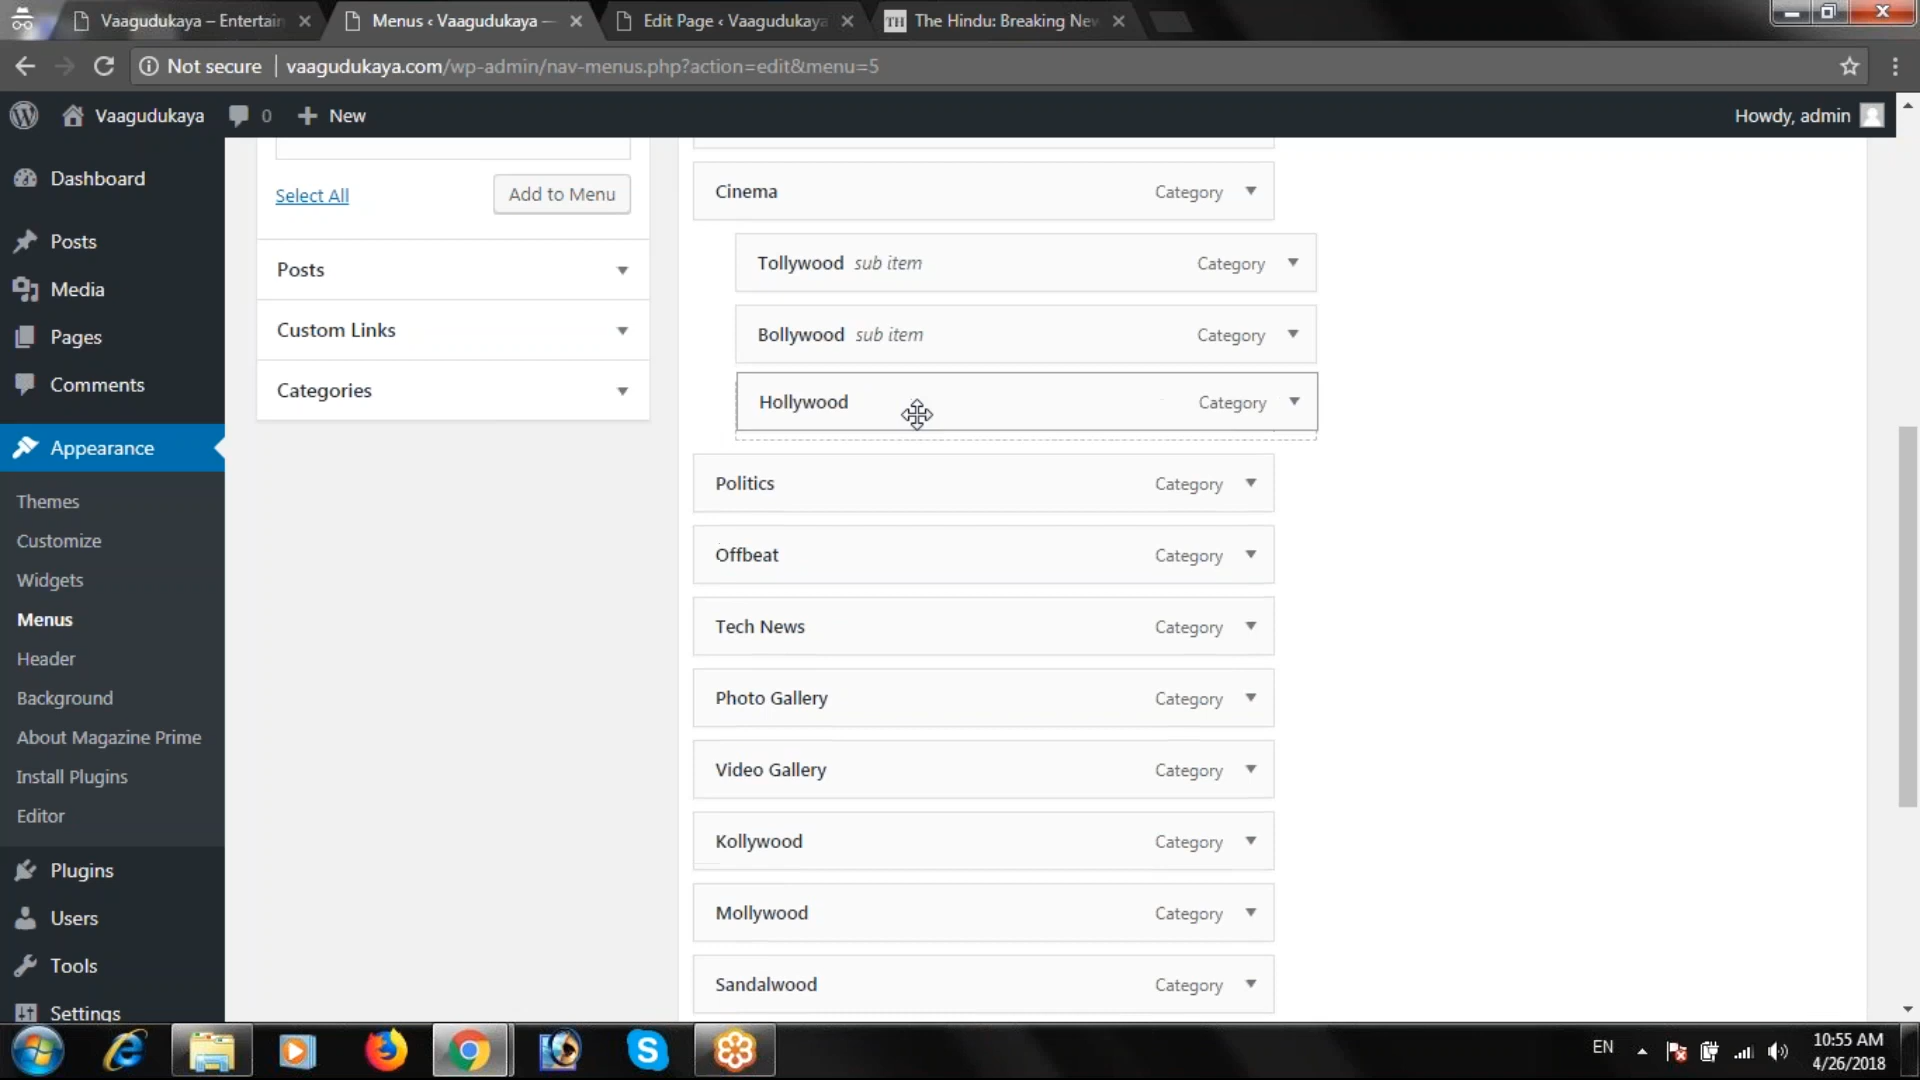 Vaagudukaya – Entertain
Menus ‹ Vaagudukaya —
Edit Page ‹ Vaagudukaya
TH The Hindu: Breaking Nev
Not secure vaagudukaya.com/wp-admin/nav-menus.php?action=edit&menu=5
Vaagudukaya 0 + New Howdy, admin
Dashboard
Posts
Media
Pages
Comments
Appearance
Themes
Customize
Widgets
Menus
Header
Background
About Magazine Prime
Install Plugins
Editor
Plugins
Users
Tools
Settings
Select All Add to Menu
Posts
Custom Links
Categories
Cinema Category
Tollywood sub item Category
Bollywood sub item Category
Hollywood Category
Politics Category
Offbeat Category
Tech News Category
Photo Gallery Category
Video Gallery Category
Kollywood Category
Mollywood Category
Sandalwood Category
EN
10:55 AM
4/26/2018